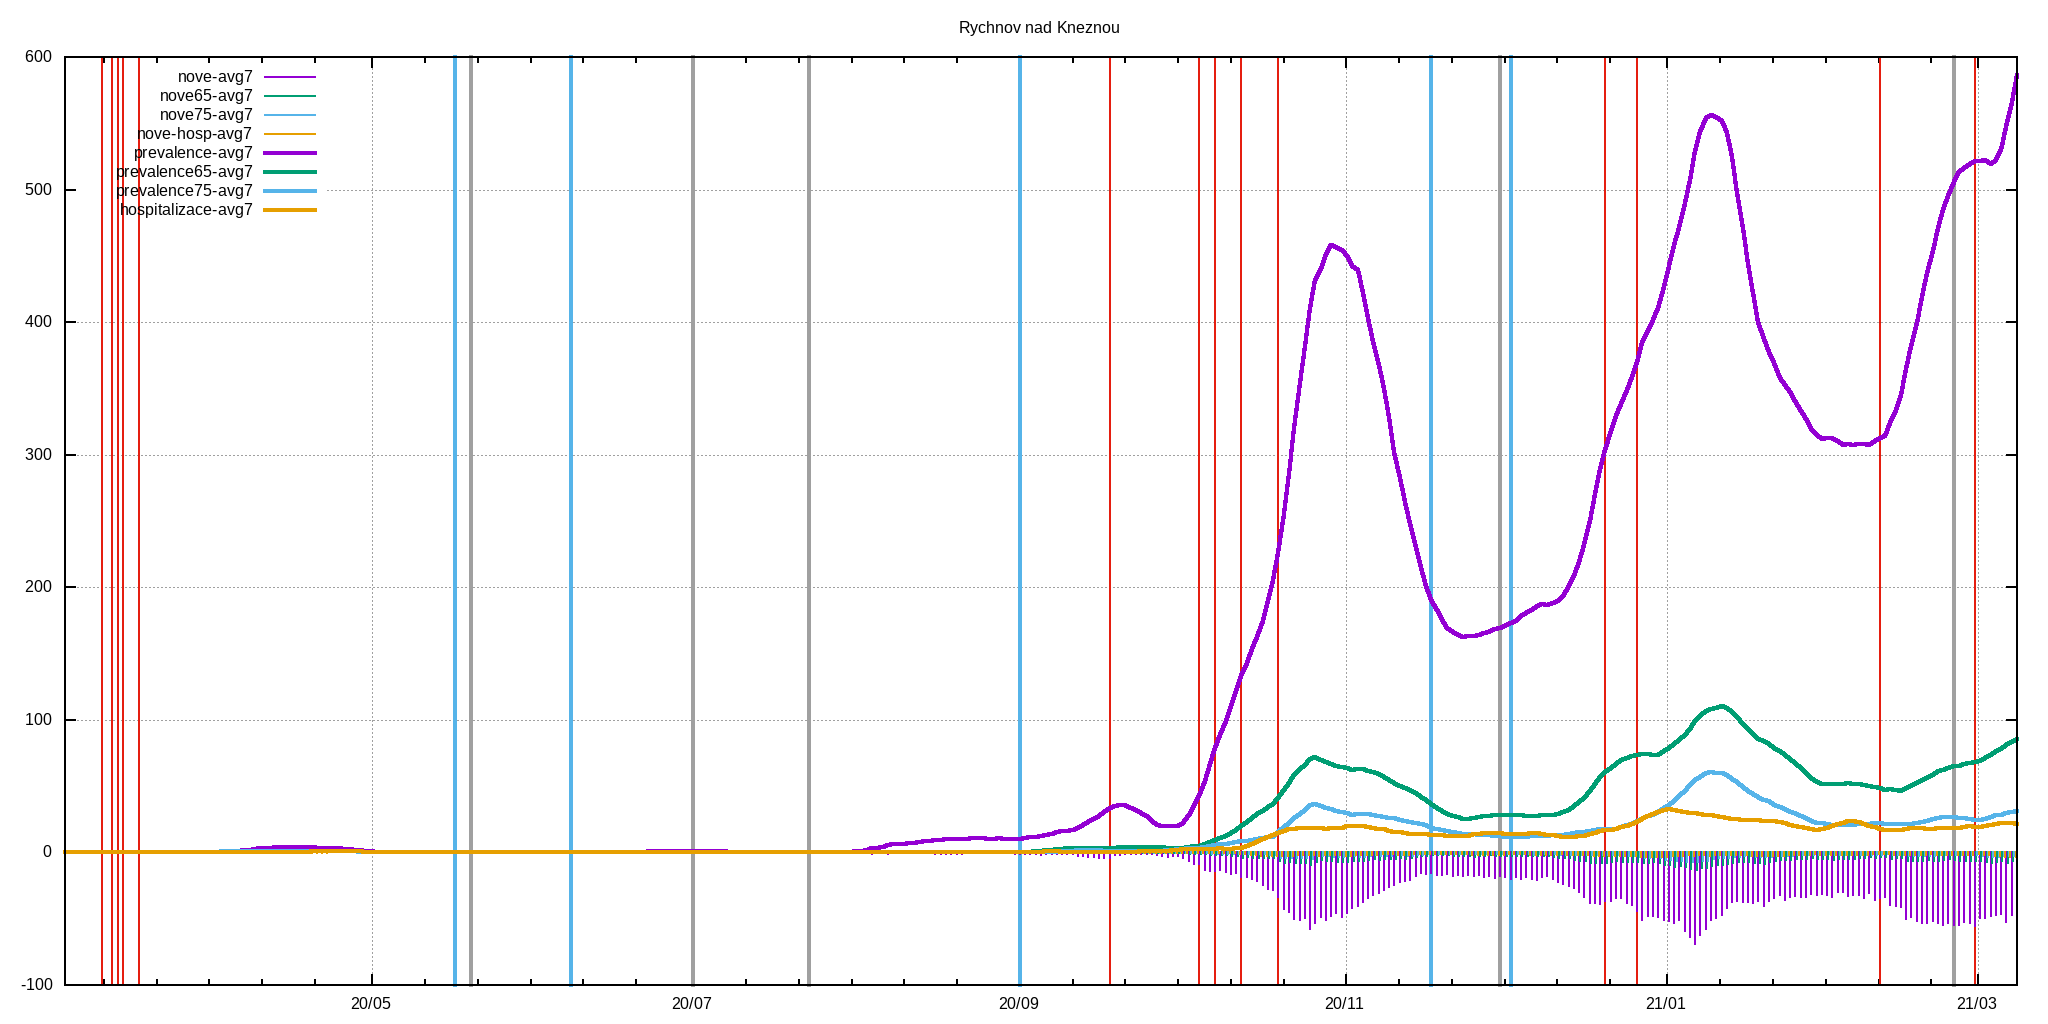 Rychnov nad Kneznou
600
500
400
300
200
100
0
-100
nove-avg7
nove65-avg7
nove75-avg7
nove-hosp-avg7
prevalence-avg7
prevalence65-avg7
prevalence75-avg7
hospitalizace-avg7
20/05 20/07 20/09 20/11 21/01 21/03